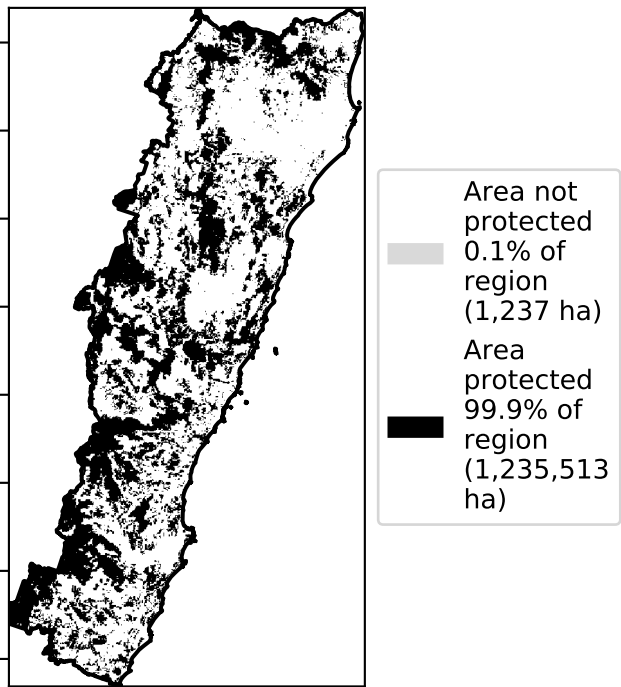 Area not
protected
0.1% of
region
(1,237 ha)
Area
protected
99.9% of
region
(1,235,513
ha)